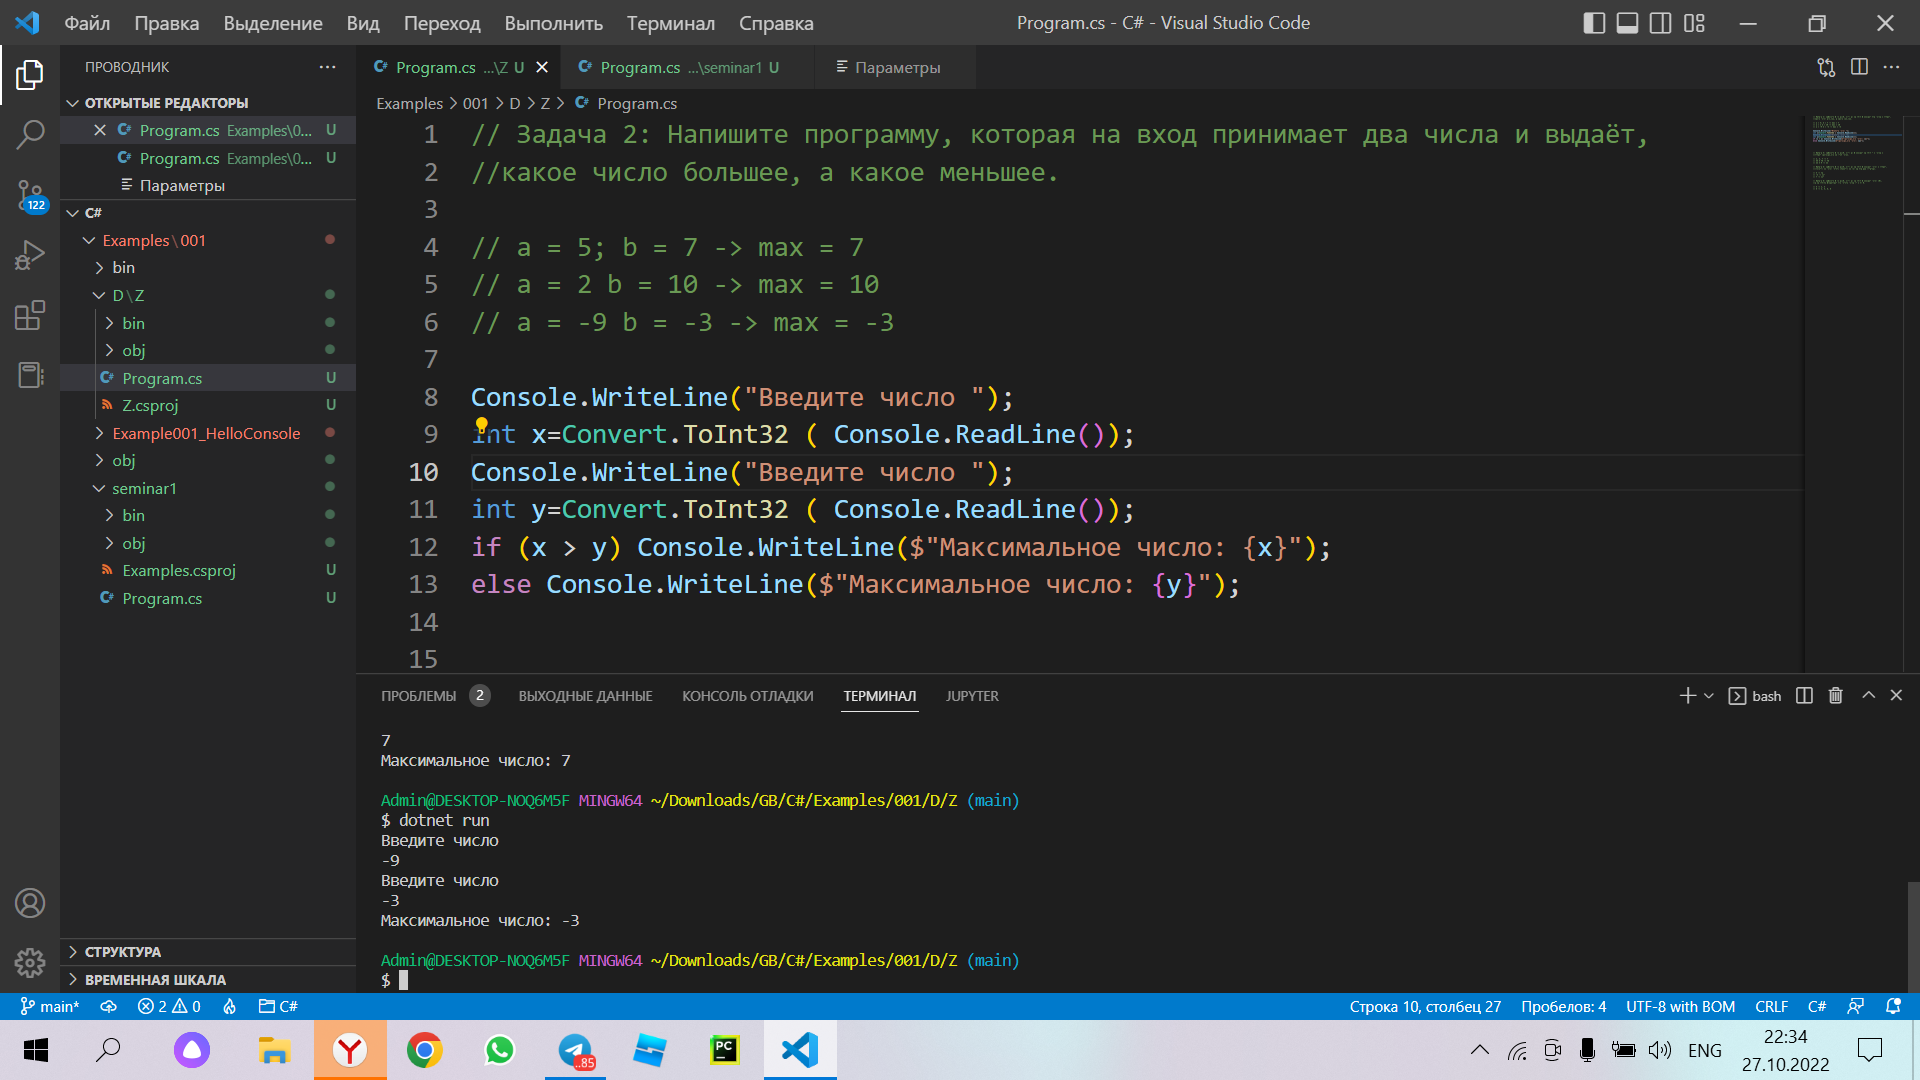 Файл Правка Выделение Вид Переход Выполнить Терминал Справка
Program.cs - C# - Visual Studio Code
ПРОВОДНИК
ОТКРЫТЫЕ РЕДАКТОРЫ
Program.cs Examples\0... U
Program.cs Examples\0... U
Параметры
122
C#
Examples\001
bin
D\Z
bin
obj
Program.cs U
Z.csproj U
Example001_HelloConsole
obj
seminar1
bin
obj
Examples.csproj U
Program.cs U
СТРУКТУРА
ВРЕМЕННАЯ ШКАЛА
Program.cs ...\Z U
Program.cs ...\seminar1 U
Параметры
Examples > 001 > D > Z > Program.cs
1 // Задача 2: Напишите программу, которая на вход принимает два числа и выдаёт,
2 //какое число большее, а какое меньшее.
3
4 // a = 5; b = 7 -> max = 7
5 // a = 2 b = 10 -> max = 10
6 // a = -9 b = -3 -> max = -3
7
8 Console.WriteLine("Введите число ");
9 int x=Convert.ToInt32 ( Console.ReadLine());
10 Console.WriteLine("Введите число ");
11 int y=Convert.ToInt32 ( Console.ReadLine());
12 if (x > y) Console.WriteLine($"Максимальное число: {x}");
13 else Console.WriteLine($"Максимальное число: {y}");
14
15
ПРОБЛЕМЫ 2 ВЫХОДНЫЕ ДАННЫЕ КОНСОЛЬ ОТЛАДКИ ТЕРМИНАЛ JUPYTER
bash
7
Максимальное число: 7
Admin@DESKTOP-NOQ6M5F MINGW64 ~/Downloads/GB/C#/Examples/001/D/Z (main)
$ dotnet run
Введите число
-9
Введите число
-3
Максимальное число: -3
Admin@DESKTOP-NOQ6M5F MINGW64 ~/Downloads/GB/C#/Examples/001/D/Z (main)
$
main* 2 0 C#
Строка 10, столбец 27 Пробелов: 4 UTF-8 with BOM CRLF C#
PC
85
ENG
22:34
27.10.2022